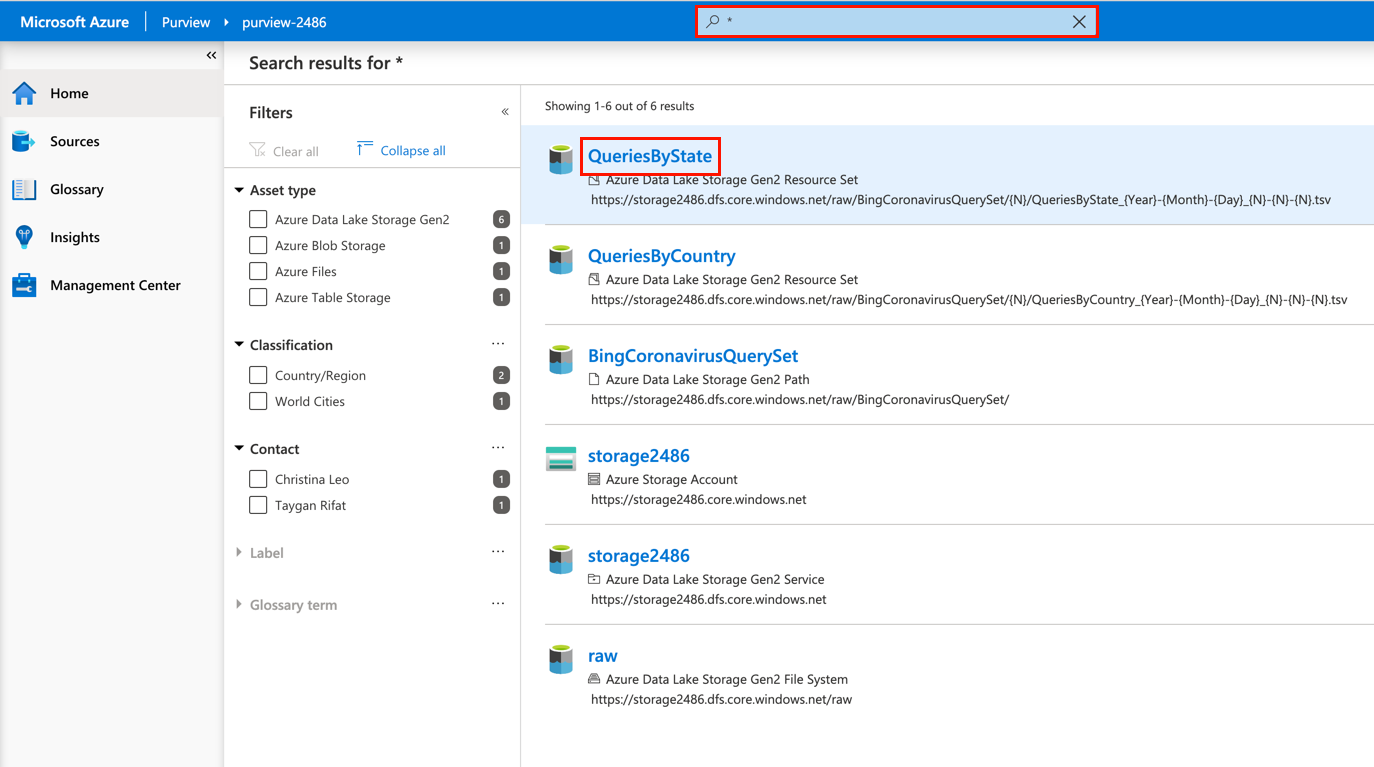 Microsoft Azure Purview purview-2486 *
Search results for *
Home
Sources
Glossary
Insights
Management Center
Filters
Clear all Collapse all
Asset type
Azure Data Lake Storage Gen2 6
Azure Blob Storage 1
Azure Files 1
Azure Table Storage 1
Classification ...
Country/Region 2
World Cities 1
Contact ...
Christina Leo 1
Taygan Rifat 1
Label ...
Glossary term ...
Showing 1-6 out of 6 results
QueriesByState
Azure Data Lake Storage Gen2 Resource Set
https://storage2486.dfs.core.windows.net/raw/BingCoronavirusQuerySet/{N}/QueriesByState_{Year}-{Month}-{Day}_{N}-{N}-{N}.tsv
QueriesByCountry
Azure Data Lake Storage Gen2 Resource Set
https://storage2486.dfs.core.windows.net/raw/BingCoronavirusQuerySet/{N}/QueriesByCountry_{Year}-{Month}-{Day}_{N}-{N}-{N}.tsv
BingCoronavirusQuerySet
Azure Data Lake Storage Gen2 Path
https://storage2486.dfs.core.windows.net/raw/BingCoronavirusQuerySet/
storage2486
Azure Storage Account
https://storage2486.core.windows.net
storage2486
Azure Data Lake Storage Gen2 Service
https://storage2486.dfs.core.windows.net
raw
Azure Data Lake Storage Gen2 File System
https://storage2486.dfs.core.windows.net/raw